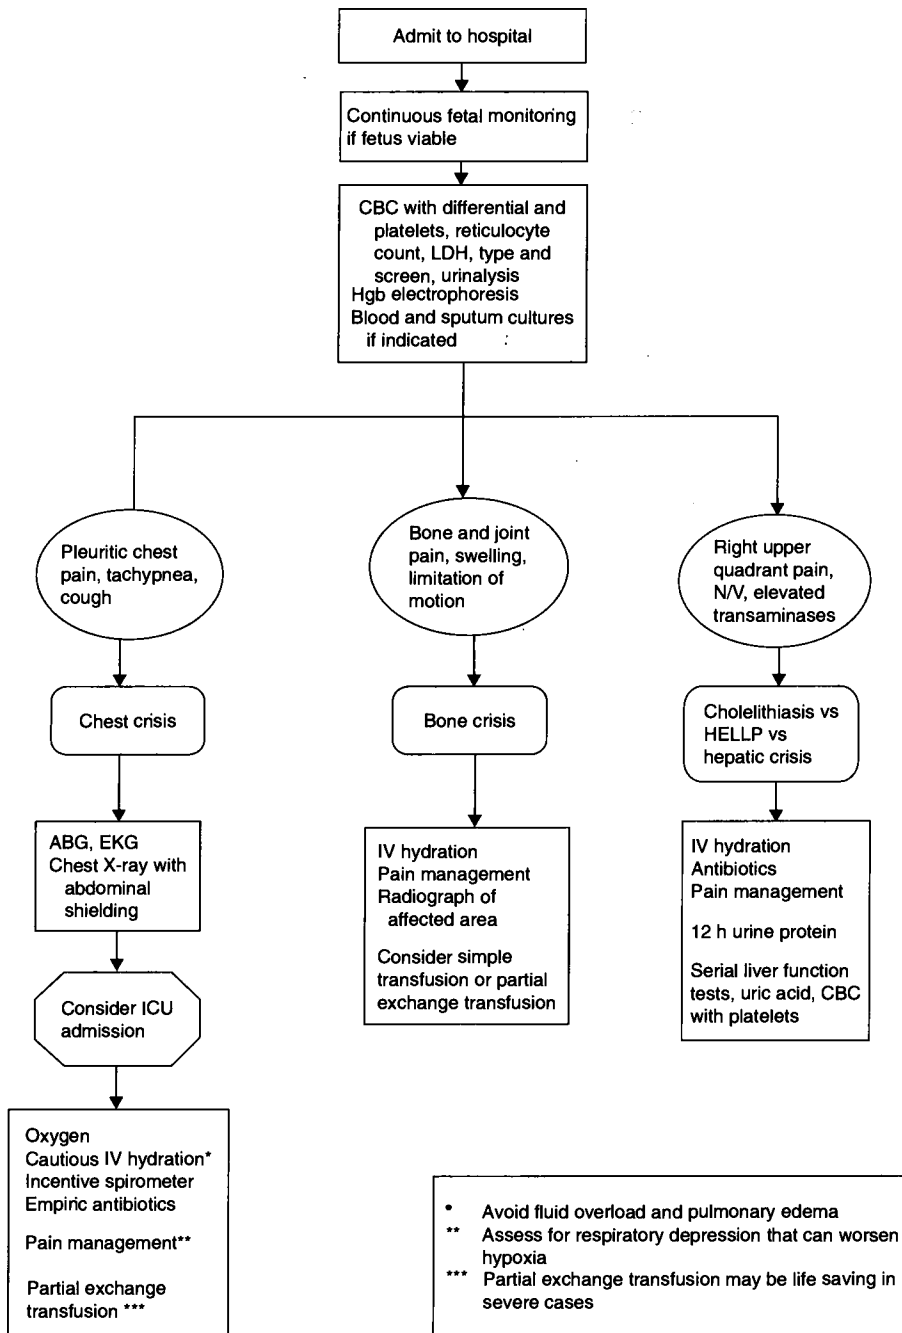 Admit to hospital
Continuous fetal monitoring
if fetus viable
CBC with differential and
platelets, reticulocyte
count, LDH, type and
screen, urinalysis
Hgb electrophoresis
Blood and sputum cultures
if indicated
Pleuritic chest
pain, tachypnea,
cough
Bone and joint
pain, swelling,
limitation of
motion
Right upper
quadrant pain,
N/V, elevated
transaminases
Chest crisis
Bone crisis
Cholelithiasis vs
HELLP vs
hepatic crisis
ABG, EKG
Chest X-ray with
abdominal
shielding
IV hydration
Pain management
Radiograph of
affected area
Consider simple
transfusion or partial
exchange transfusion
IV hydration
Antibiotics
Pain management
12 h urine protein
Serial liver function
tests, uric acid, CBC
with platelets
Consider ICU
admission
Oxygen
Cautious IV hydration*
Incentive spirometer
Empiric antibiotics
Pain management**
Partial exchange
transfusion ***
* Avoid fluid overload and pulmonary edema
** Assess for respiratory depression that can worsen
hypoxia
*** Partial exchange transfusion may be life saving in
severe cases